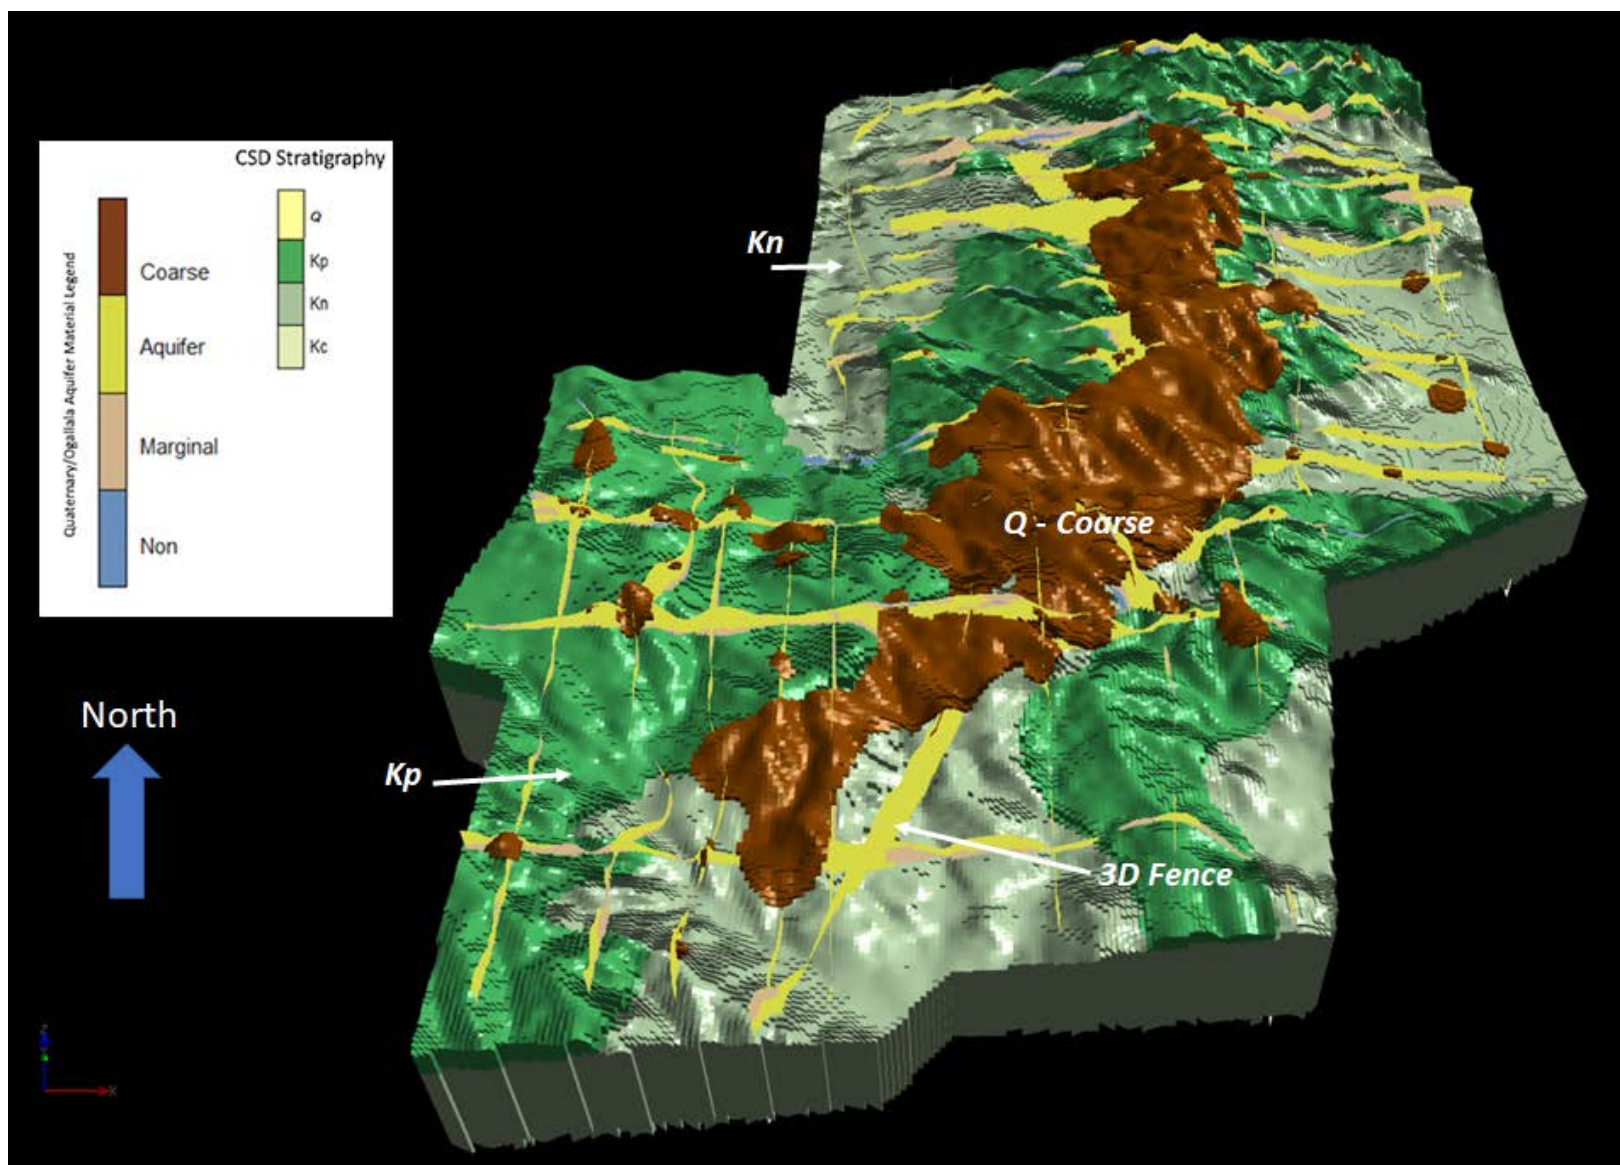 CSD Stratigraphy
Quaternary/Ogallala Aquifer Material Legend
Coarse
Aquifer
Marginal
Non
Q
Kp
Kn
Kc
Kn
Q - Coarse
North
Kp
3D Fence